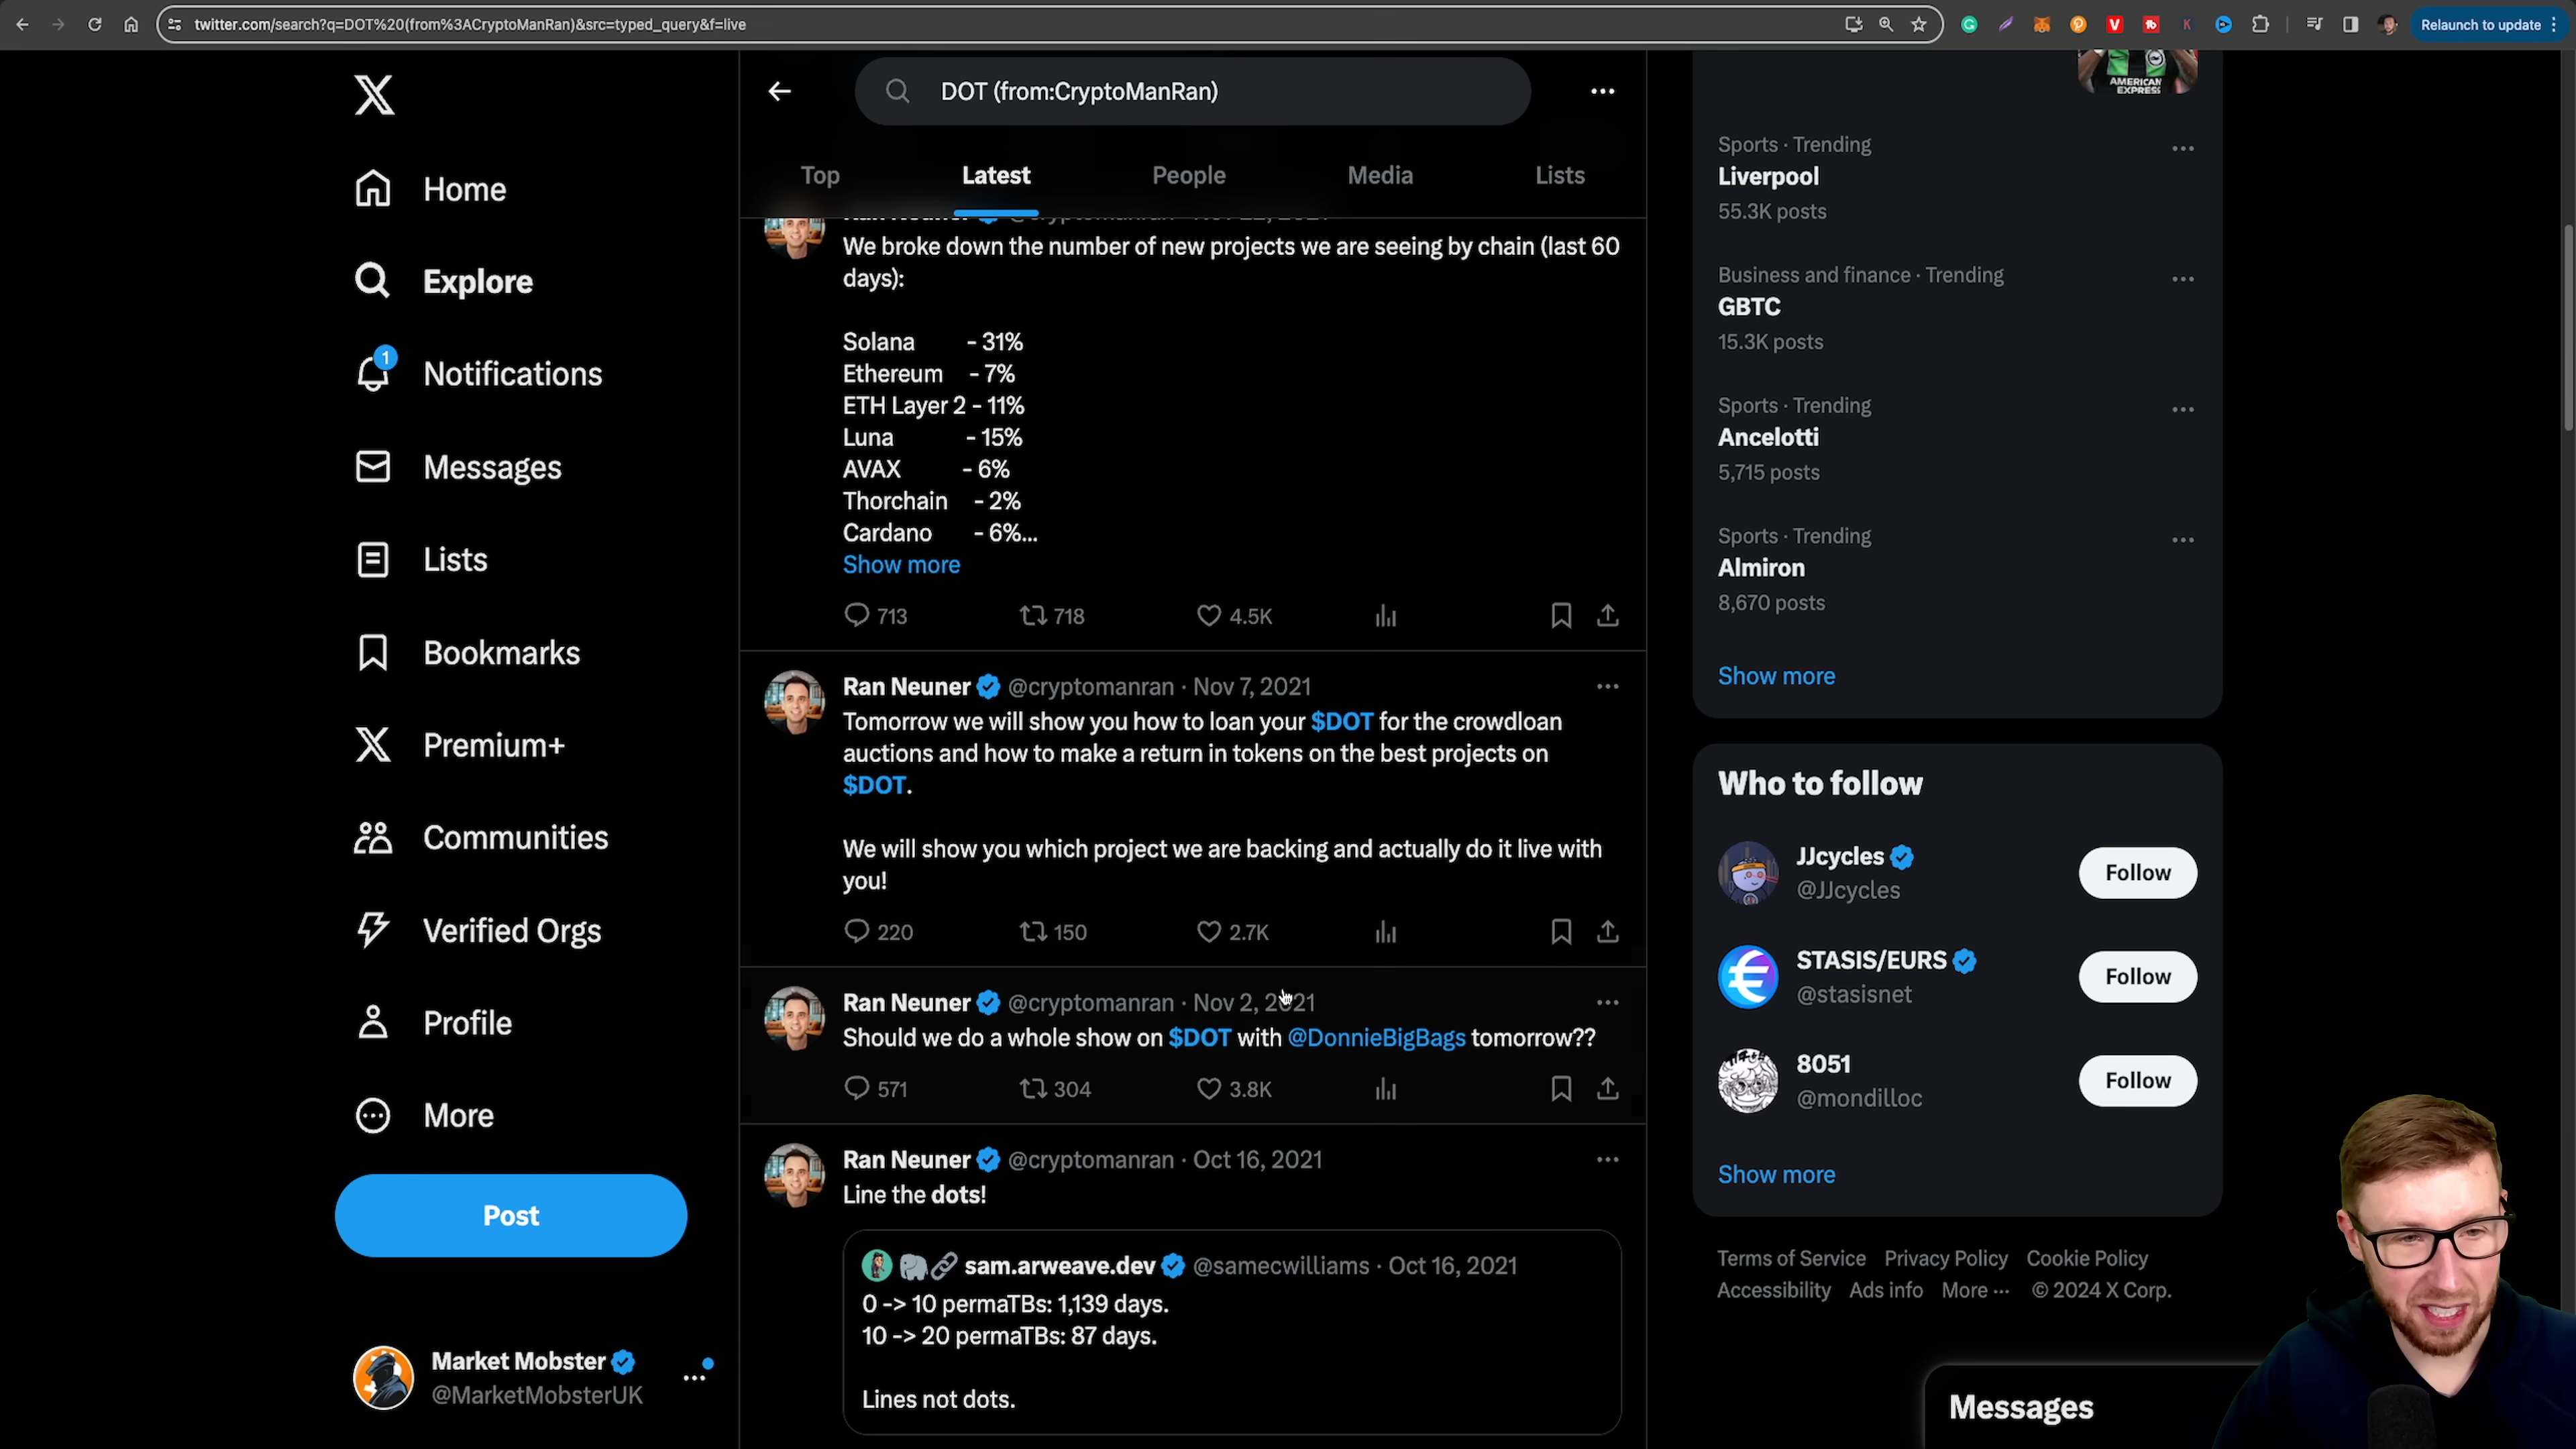 twitter.com/search?q=DOT%20(from%3ACryptoManRan)&src=typed_query&f=live
Relaunch to update
Home
Explore
1
Notifications
Messages
Lists
Bookmarks
Premium+
Communities
Verified Orgs
Profile
More
Post
Market Mobster
@MarketMobsterUK
DOT (from:CryptoManRan)
Top
Latest
People
Media
Lists
Ran Neuner @cryptomanran · Nov 22, 2021
We broke down the number of new projects we are seeing by chain (last 60
days):
Solana - 31%
Ethereum - 7%
ETH Layer 2 - 11%
Luna - 15%
AVAX - 6%
Thorchain - 2%
Cardano - 6%...
Show more
713 718 4.5K
Ran Neuner @cryptomanran · Nov 7, 2021
Tomorrow we will show you how to loan your $DOT for the crowdloan
auctions and how to make a return in tokens on the best projects on
$DOT.
We will show you which project we are backing and actually do it live with
you!
220 150 2.7K
Ran Neuner @cryptomanran · Nov 2, 2021
Should we do a whole show on $DOT with @DonnieBigBags tomorrow??
571 304 3.8K
Ran Neuner @cryptomanran · Oct 16, 2021
Line the dots!
sam.arweave.dev @samecwilliams · Oct 16, 2021
0 -> 10 permaTBs: 1,139 days.
10 -> 20 permaTBs: 87 days.
Lines not dots.
AMERICAN
EXPRESS
Sports · Trending
Liverpool
55.3K posts
Business and finance · Trending
GBTC
15.3K posts
Sports · Trending
Ancelotti
5,715 posts
Sports · Trending
Almiron
8,670 posts
Show more
Who to follow
JJcycles
@JJcycles
Follow
STASIS/EURS
@stasisnet
Follow
8051
@mondilloc
Follow
Show more
Terms of Service Privacy Policy Cookie Policy
Accessibility Ads info More ··· © 2024 X Corp.
Messages